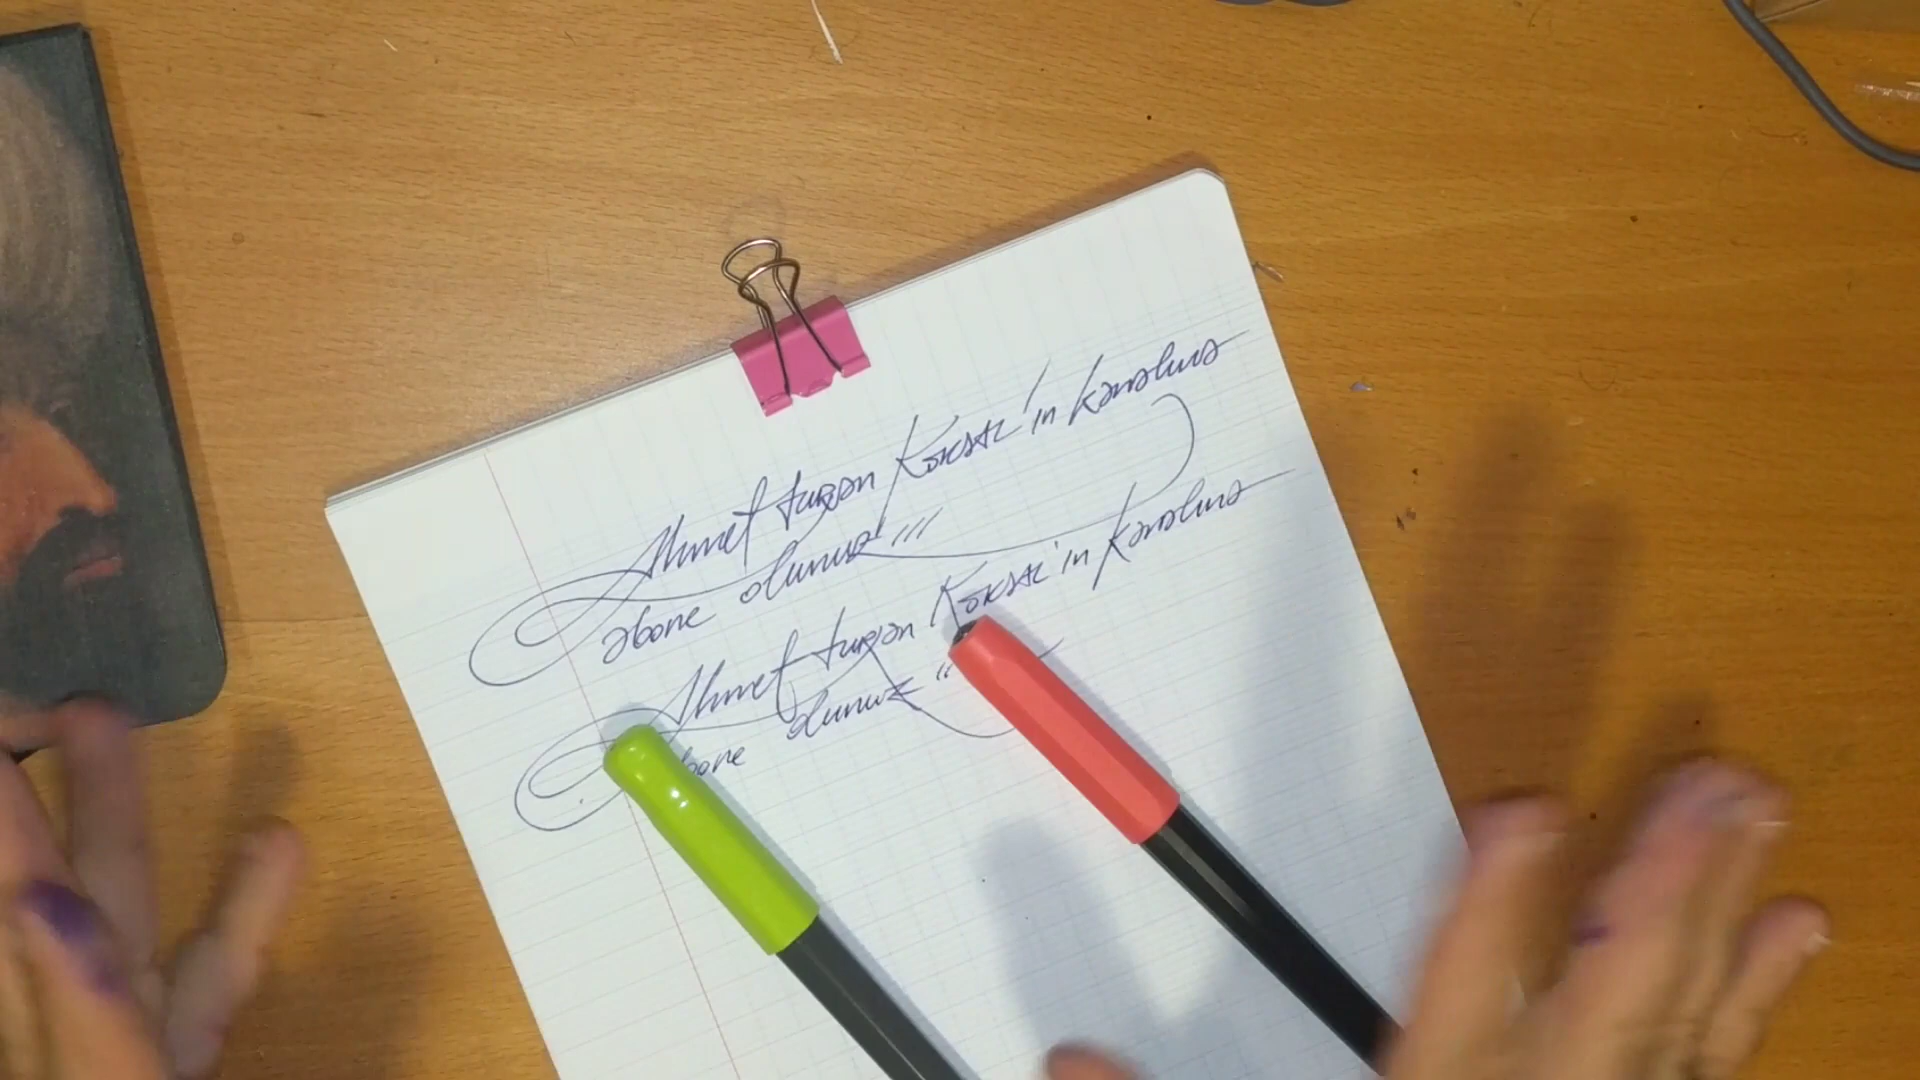 Ahmet turgan KÖKSAL'ın kanalına
abone olunuz!!!
Ahmet turgan KÖKSAL'ın kanalına
abone olunuz